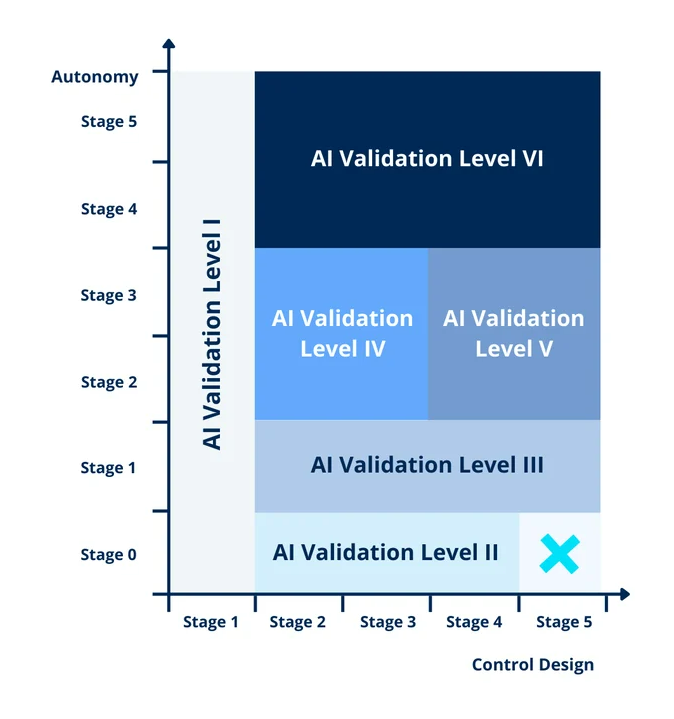 Autonomy
Stage 5
Stage 4
Stage 3
Stage 2
Stage 1
Stage 0
AI Validation Level I
AI Validation Level VI
AI Validation
Level IV
AI Validation
Level V
AI Validation Level III
AI Validation Level II
Stage 1
Stage 2
Stage 3
Stage 4
Stage 5
Control Design